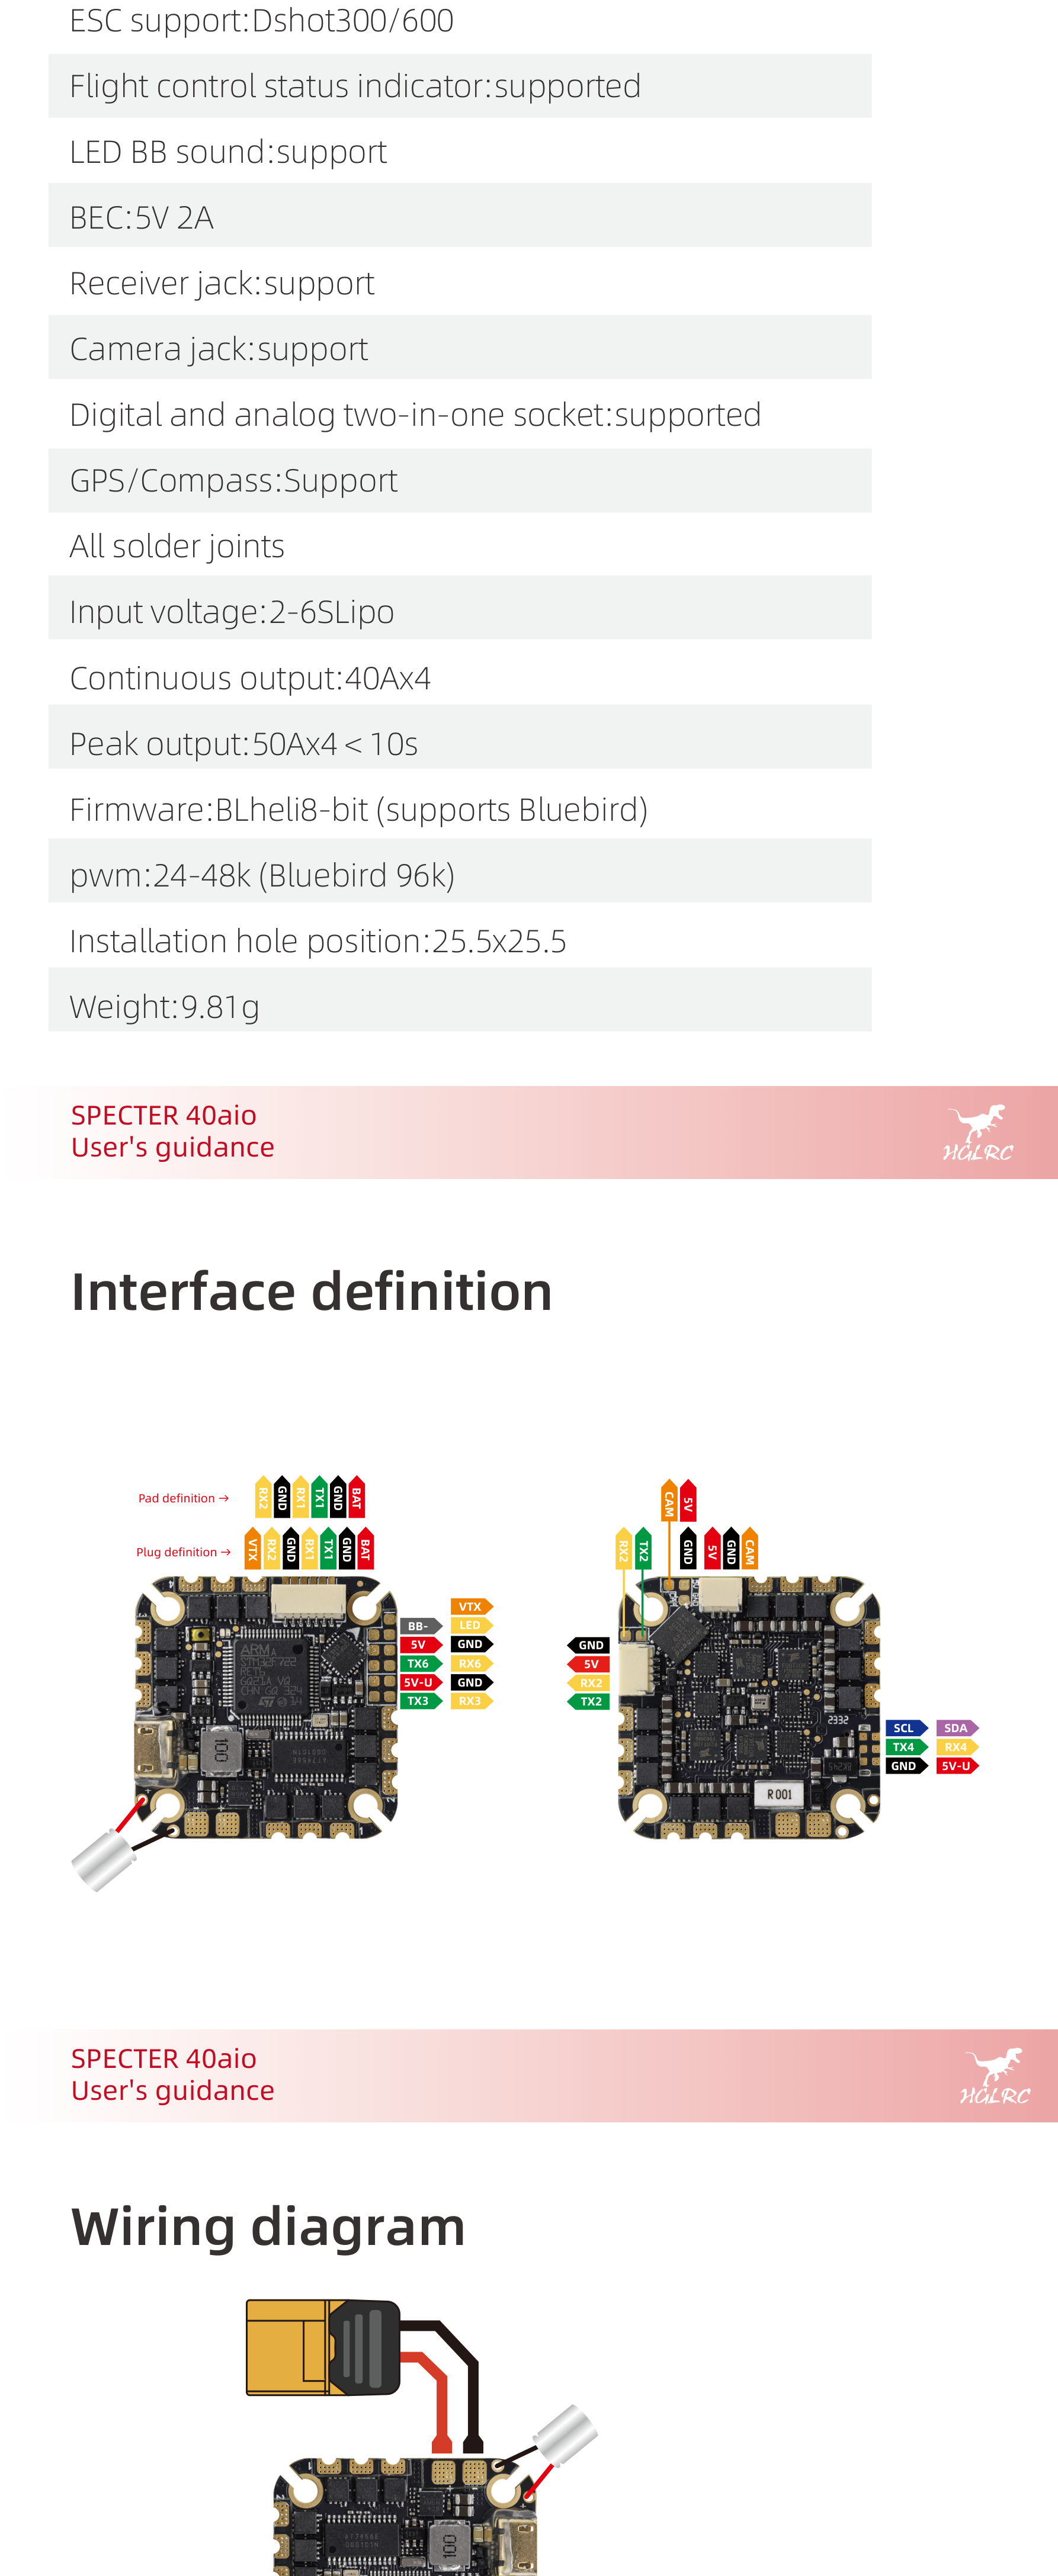 ESC support:Dshot300/600
Flight control status indicator:supported
LED BB sound:support
BEC:5V 2A
Receiver jack:support
Camera jack:support
Digital and analog two-in-one socket:supported
GPS/Compass:Support
All solder joints
Input voltage:2-6SLipo
Continuous output:40Ax4
Peak output:50Ax4 < 10s
Firmware:BLheli8-bit (supports Bluebird)
pwm:24-48k (Bluebird 96k)
Installation hole position:25.5x25.5
Weight:9.81g
SPECTER 40aio
User's guidance
HGLRC
Interface definition
Pad definition →
RX2 GND RX1 TX1 GND BAT
Plug definition →
VTX RX2 GND RX1 TX1 GND BAT
VTX
BB- LED
5V GND
TX6 RX6
5V-U GND
TX3 RX3
ARM
100
CAM 5V
RX2 TX2 GND 5V GND CAM
GND
5V
RX2
TX2
2332
SCL SDA
TX4 RX4
GND 5V-U
R001
SPECTER 40aio
User's guidance
HGLRC
Wiring diagram
100